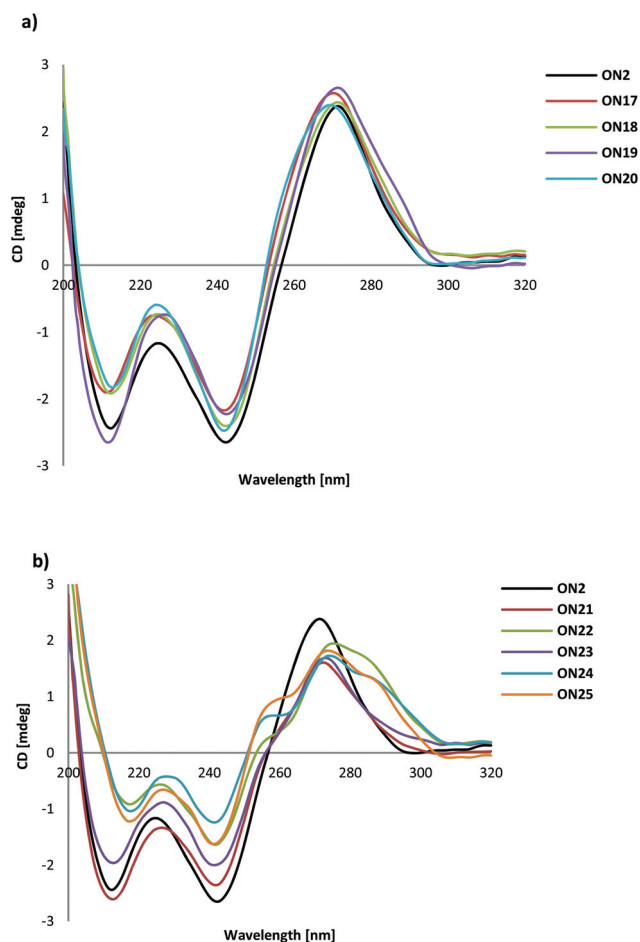 a)
3
2
1
0
-1
-2
-3
CD [mdeg]
200 220 240 260 280 300 320
Wavelength [nm]
ON2
ON17
ON18
ON19
ON20
b)
3
2
1
0
-1
-2
-3
CD [mdeg]
200 220 240 260 280 300 320
Wavelength [nm]
ON2
ON21
ON22
ON23
ON24
ON25